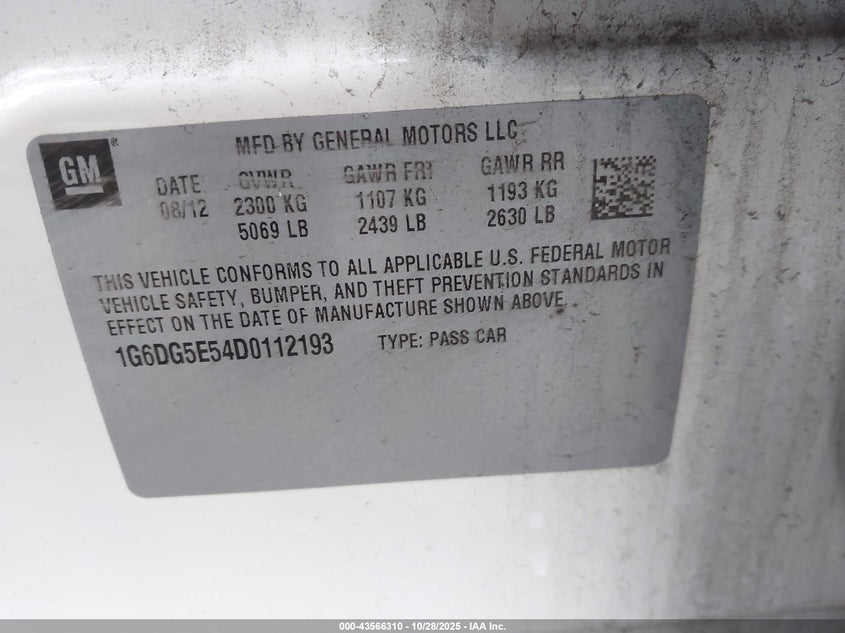 GM®
MFD BY GENERAL MOTORS LLC
DATE GVWR GAWR FRT GAWR RR
08/12 2300 KG 1107 KG 1193 KG
5069 LB 2439 LB 2630 LB
THIS VEHICLE CONFORMS TO ALL APPLICABLE U.S. FEDERAL MOTOR
VEHICLE SAFETY, BUMPER, AND THEFT PREVENTION STANDARDS IN
EFFECT ON THE DATE OF MANUFACTURE SHOWN ABOVE.
1G6DG5E54D0112193 TYPE: PASS CAR
000-43566310 | 10/28/2025 - IAA Inc.